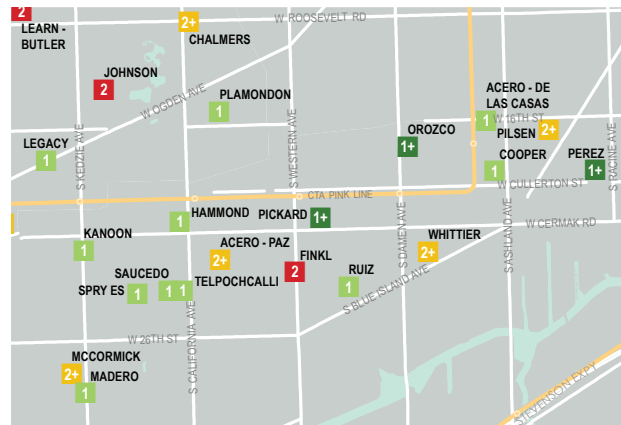 2
LEARN -
BUTLER
2+
CHALMERS
W ROOSEVELT RD
JOHNSON
2
W OGDEN AVE
PLAMONDON
1
S WESTERN AVE
ACERO - DE
LAS CASAS
1
W 16TH ST
PILSEN
2+
OROZCO
1+
COOPER
1
PEREZ
1+
S RACINE AVE
LEGACY
1
S KEDZIE AVE
W CULLERTON ST
CTA PINK LINE
HAMMOND
1
PICKARD
1+
S DAMEN AVE
S ASHLAND AVE
W CERMAK RD
KANOON
1
ACERO - PAZ
2+
FINKL
2
WHITTIER
2+
SAUCEDO
SPRY ES
1
1 1
TELPOCHCALLI
RUIZ
1
S BLUE ISLAND AVE
S CALIFORNIA AVE
W 26TH ST
MCCORMICK
2+
MADERO
1
STEVENSON EXPY